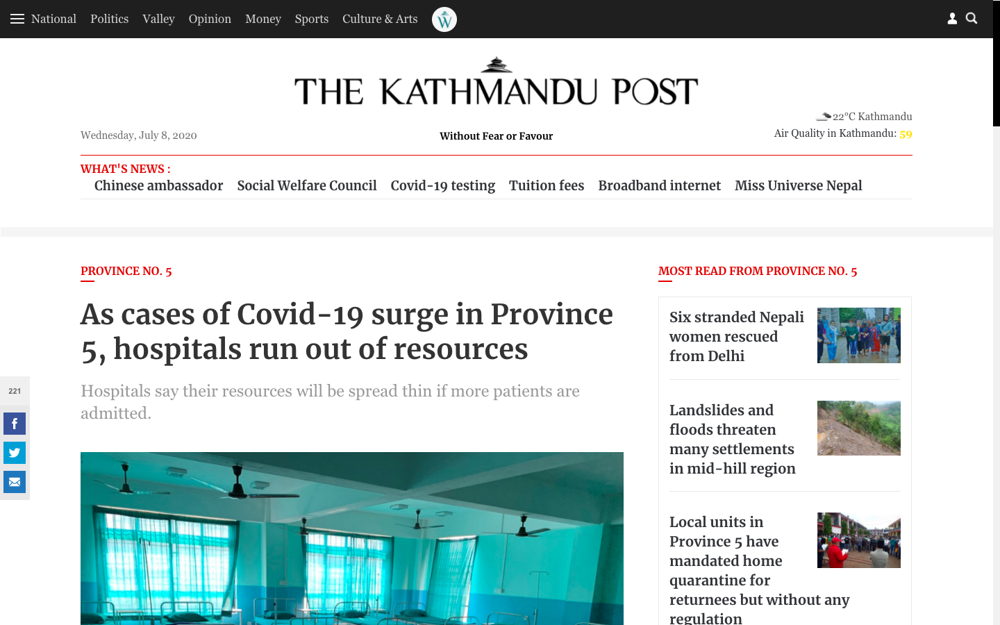 National Politics Valley Opinion Money Sports Culture & Arts W
THE KATHMANDU POST
22°C Kathmandu
Wednesday, July 8, 2020
Without Fear or Favour
Air Quality in Kathmandu: 59
WHAT'S NEWS :
Chinese ambassador Social Welfare Council Covid-19 testing Tuition fees Broadband internet Miss Universe Nepal
PROVINCE NO. 5
As cases of Covid-19 surge in Province
5, hospitals run out of resources
Hospitals say their resources will be spread thin if more patients are
admitted.
221
f
MOST READ FROM PROVINCE NO. 5
Six stranded Nepali
women rescued
from Delhi
Landslides and
floods threaten
many settlements
in mid-hill region
Local units in
Province 5 have
mandated home
quarantine for
returnees but without any
regulation